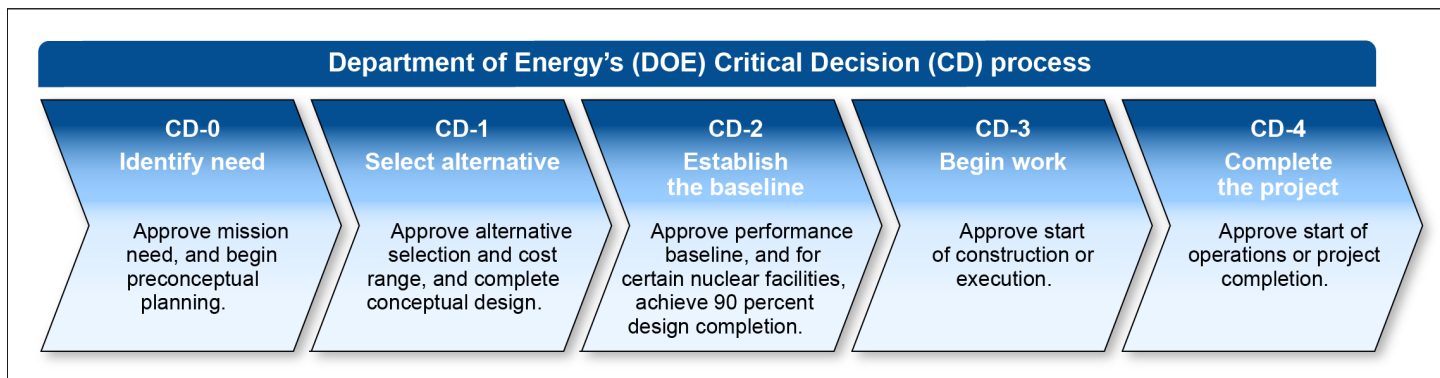 Department of Energy's (DOE) Critical Decision (CD) process
CD-0
Identify need
Approve mission
need, and begin
preconceptual
planning.
CD-1
Select alternative
Approve alternative
selection and cost
range, and complete
conceptual design.
CD-2
Establish
the baseline
Approve performance
baseline, and for
certain nuclear facilities,
achieve 90 percent
design completion.
CD-3
Begin work
Approve start
of construction or
execution.
CD-4
Complete
the project
Approve start of
operations or project
completion.